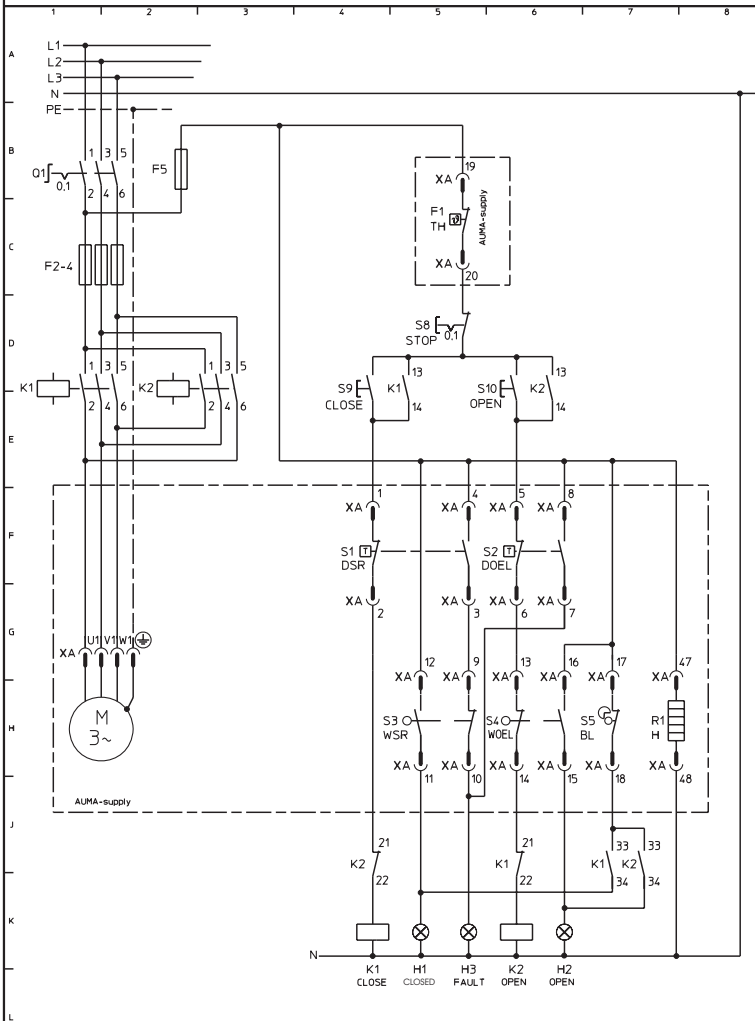 1 2 3 4 5 6 7 8
A
L1
L2
L3
N
PE
B
Q1 0,1 1 3 5
2 4 6
F5
19
XA
F1
TH
AUMA-supply
C
F2-4
XA
20
D
S8
STOP 0,1
1 3 5
K1
2 4 6
K2
1 3 5
2 4 6
S9
CLOSE
K1
13
14
S10
OPEN
K2
13
14
E
1 4 5 8
XA XA XA XA
F
S1 T
DSR
S2 T
DOEL
XA XA XA XA
2 3 6 7
G
XA U1 V1 W1
12 9 13 16 17 47
XA XA XA XA XA XA
H
M
3~
S3
WSR
S4
WOEL
S5
BL
R1
H
XA XA XA XA XA XA
11 10 14 15 18 48
AUMA-supply
J
K2
21
22
K1
21
22
K1
33
34
K2
33
34
K
N
K1 H1 H3 K2 H2
CLOSE CLOSED FAULT OPEN OPEN
L